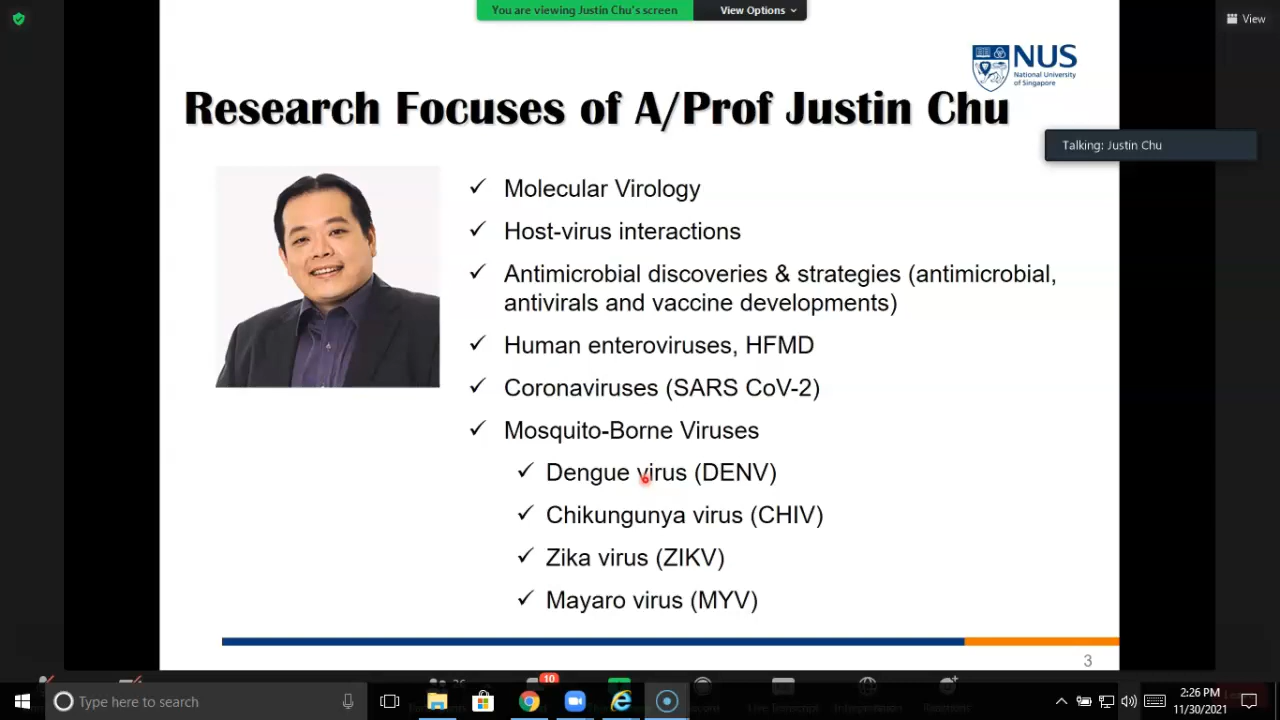 You are viewing Justin Chu's screen
View Options
View
NUS
National University
of Singapore
Research Focuses of A/Prof Justin Chu
Talking: Justin Chu
Molecular Virology
Host-virus interactions
Antimicrobial discoveries & strategies (antimicrobial,
antivirals and vaccine developments)
Human enteroviruses, HFMD
Coronaviruses (SARS CoV-2)
Mosquito-Borne Viruses
Dengue virus (DENV)
Chikungunya virus (CHIV)
Zika virus (ZIKV)
Mayaro virus (MYV)
3
10
Type here to search
2:26 PM
11/30/2021